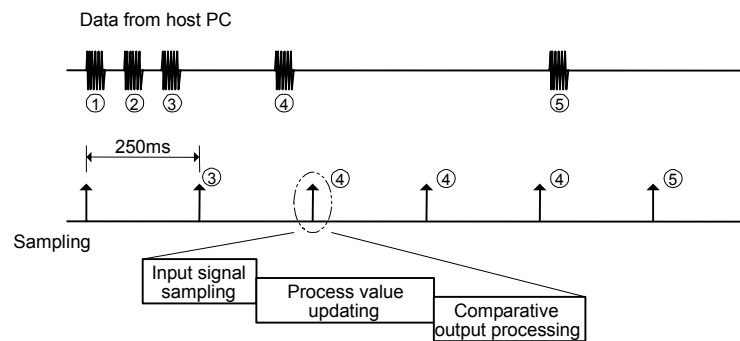 Data from host PC
① ② ③ ④ ⑤
250ms
③ ④ ④ ④ ⑤
Sampling
Input signal
sampling
Process value
updating
Comparative
output processing